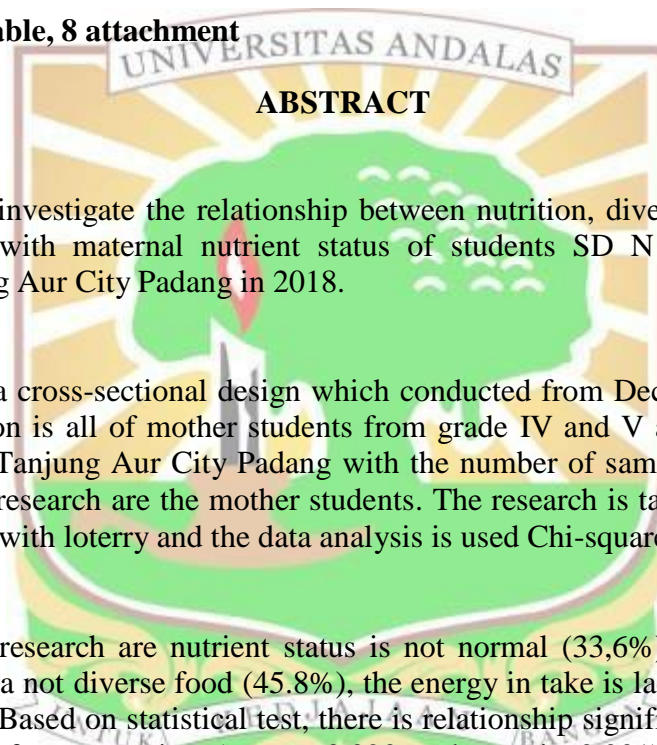 able, 8 attachment
UNIVERSITAS ANDALAS
ABSTRACT
investigate the relationship between nutrition, dive
with maternal nutrient status of students SD N
g Aur City Padang in 2018.
a cross-sectional design which conducted from Dec
on is all of mother students from grade IV and V a
Tanjung Aur City Padang with the number of sam
research are the mother students. The research is ta
with loterry and the data analysis is used Chi-square
research are nutrient status is not normal (33,6%)
a not diverse food (45.8%), the energy in take is la
Based on statistical test, there is relationship signif